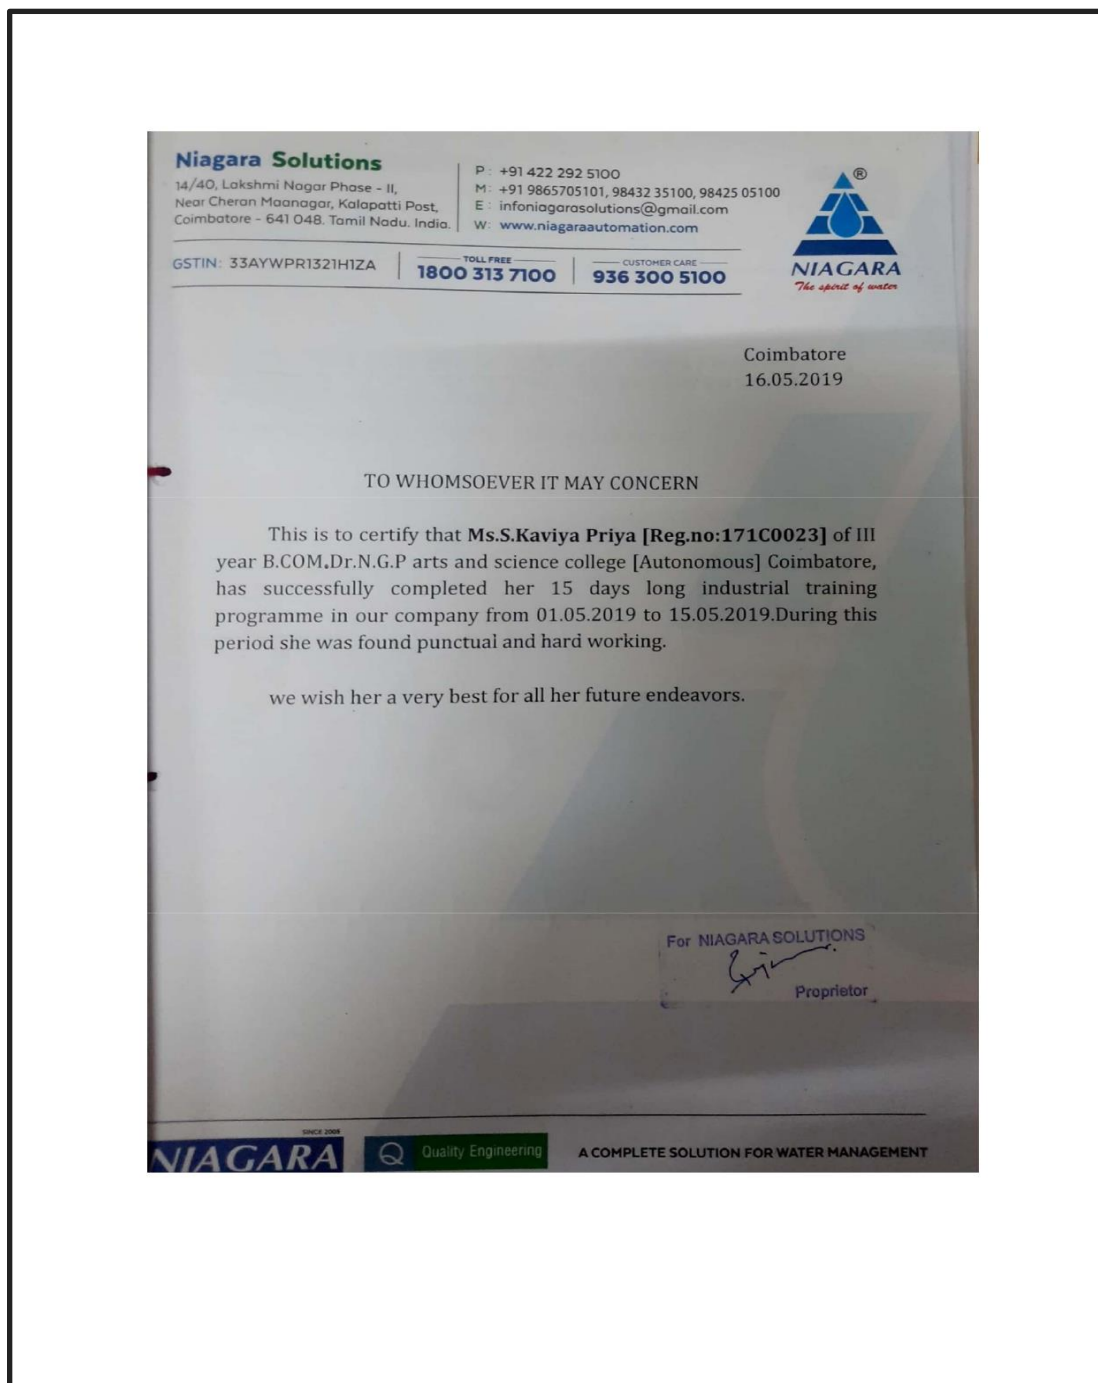 Niagara Solutions
14/40, Lakshmi Nagar Phase - II,
Near Cheran Maanagar, Kalapatti Post,
Coimbatore - 641 048. Tamil Nadu. India.
P : +91 422 292 5100
M : +91 9865705101, 98432 35100, 98425 05100
E : infoniagarasolutions@gmail.com
W: www.niagaraautomation.com
®
NIAGARA
The spirit of water
GSTIN: 33AYWPR1321H1ZA
TOLL FREE
1800 313 7100
CUSTOMER CARE
936 300 5100
Coimbatore
16.05.2019
TO WHOMSOEVER IT MAY CONCERN
This is to certify that Ms.S.Kaviya Priya [Reg.no:171C0023] of III
year B.COM.Dr.N.G.P arts and science college [Autonomous] Coimbatore,
has successfully completed her 15 days long industrial training
programme in our company from 01.05.2019 to 15.05.2019.During this
period she was found punctual and hard working.
we wish her a very best for all her future endeavors.
For NIAGARA SOLUTIONS
Proprietor
NIAGARA
Quality Engineering
A COMPLETE SOLUTION FOR WATER MANAGEMENT